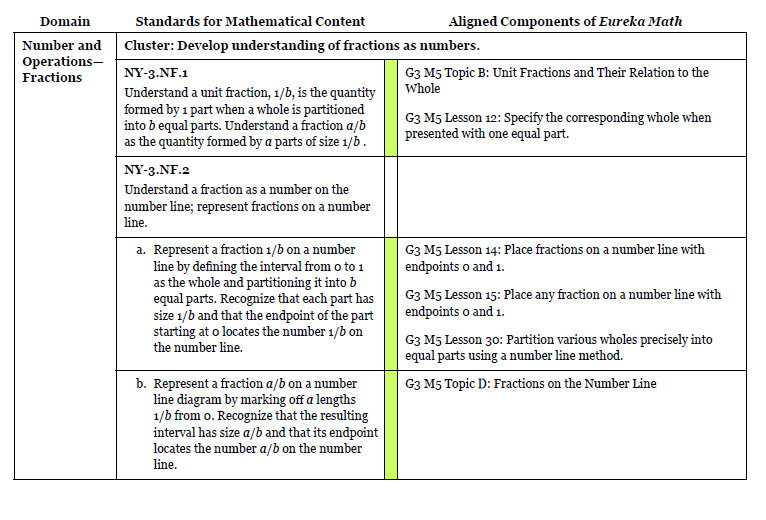 Domain
Standards for Mathematical Content
Aligned Components of Eureka Math
Number and
Operations—
Fractions
Cluster: Develop understanding of fractions as numbers.
NY-3.NF.1
Understand a unit fraction, 1/b, is the quantity
formed by 1 part when a whole is partitioned
into b equal parts. Understand a fraction a/b
as the quantity formed by a parts of size 1/b .
G3 M5 Topic B: Unit Fractions and Their Relation to the
Whole
G3 M5 Lesson 12: Specify the corresponding whole when
presented with one equal part.
NY-3.NF.2
Understand a fraction as a number on the
number line; represent fractions on a number
line.
a. Represent a fraction 1/b on a number
line by defining the interval from 0 to 1
as the whole and partitioning it into b
equal parts. Recognize that each part has
size 1/b and that the endpoint of the part
starting at 0 locates the number 1/b on
the number line.
G3 M5 Lesson 14: Place fractions on a number line with
endpoints 0 and 1.
G3 M5 Lesson 15: Place any fraction on a number line with
endpoints 0 and 1.
G3 M5 Lesson 30: Partition various wholes precisely into
equal parts using a number line method.
b. Represent a fraction a/b on a number
line diagram by marking off a lengths
1/b from 0. Recognize that the resulting
interval has size a/b and that its endpoint
locates the number a/b on the number
line.
G3 M5 Topic D: Fractions on the Number Line